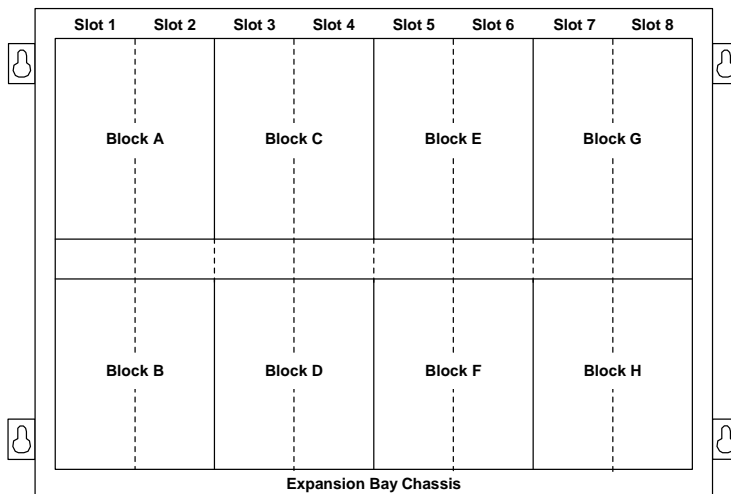 Slot 1 Slot 2 Slot 3 Slot 4 Slot 5 Slot 6 Slot 7 Slot 8
Block A Block C Block E Block G
Block B Block D Block F Block H
Expansion Bay Chassis